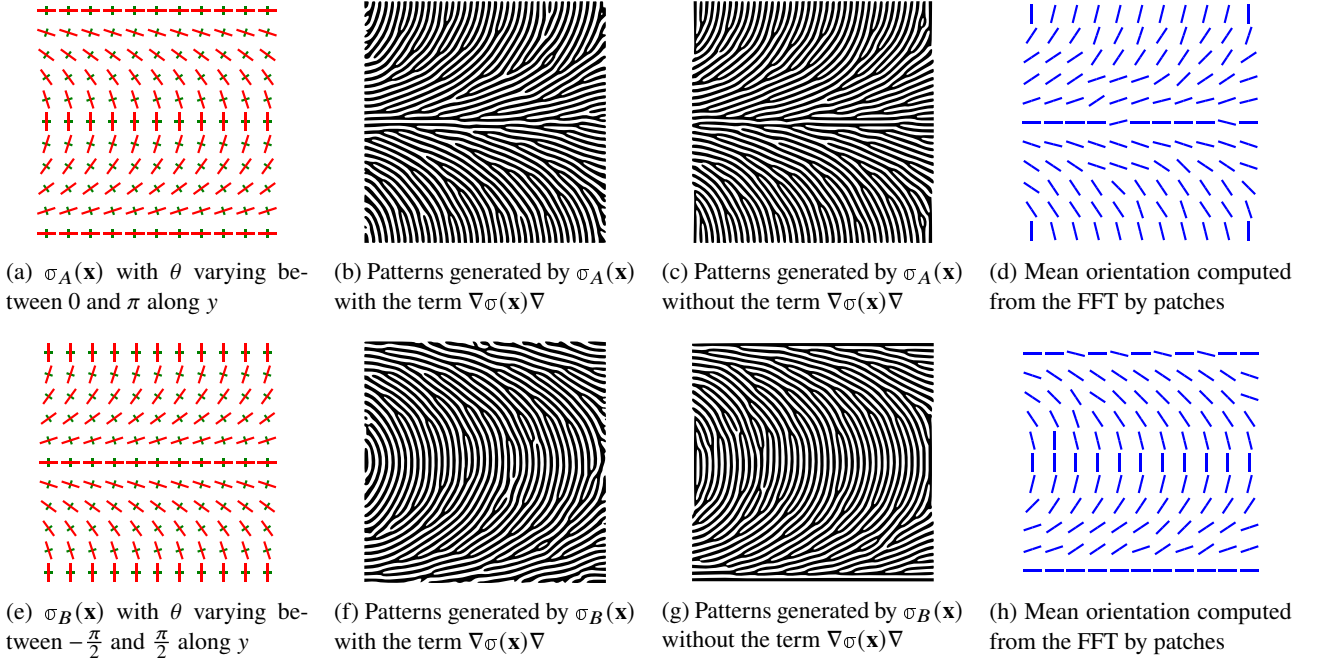 (a) σ_A(𝐱) with θ varying be-
tween 0 and π along y
(b) Patterns generated by σ_A(𝐱)
with the term ∇σ(𝐱)∇
(c) Patterns generated by σ_A(𝐱)
without the term ∇σ(𝐱)∇
(d) Mean orientation computed
from the FFT by patches
(e) σ_B(𝐱) with θ varying be-
tween −π/2 and π/2 along y
(f) Patterns generated by σ_B(𝐱)
with the term ∇σ(𝐱)∇
(g) Patterns generated by σ_B(𝐱)
without the term ∇σ(𝐱)∇
(h) Mean orientation computed
from the FFT by patches